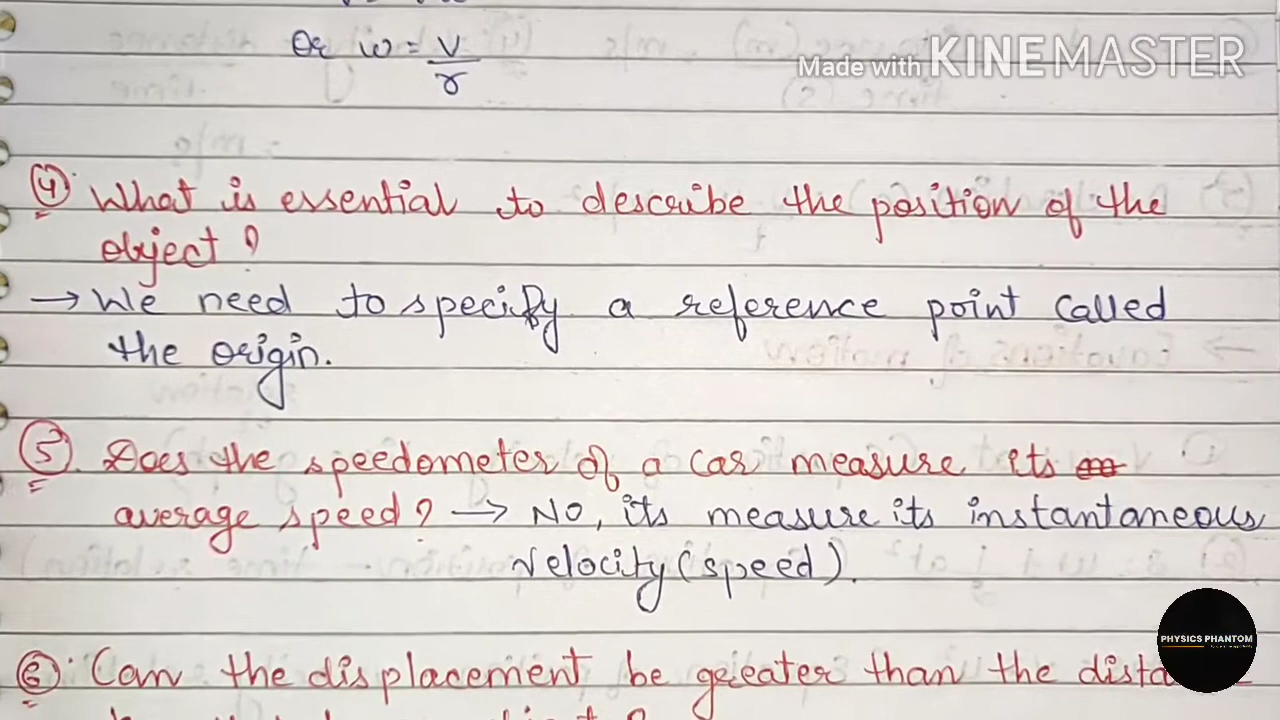 Or ω = v/r
Made with KINEMASTER
④ What is essential to describe the position of the
object?
→ We need to specify a reference point called
the origin.
⑤ Does the speedometer of a car measure its
average speed? → No, its measure its instantaneous
velocity (speed).
⑥ Can the displacement be greater than the
PHYSICS PHANTOM